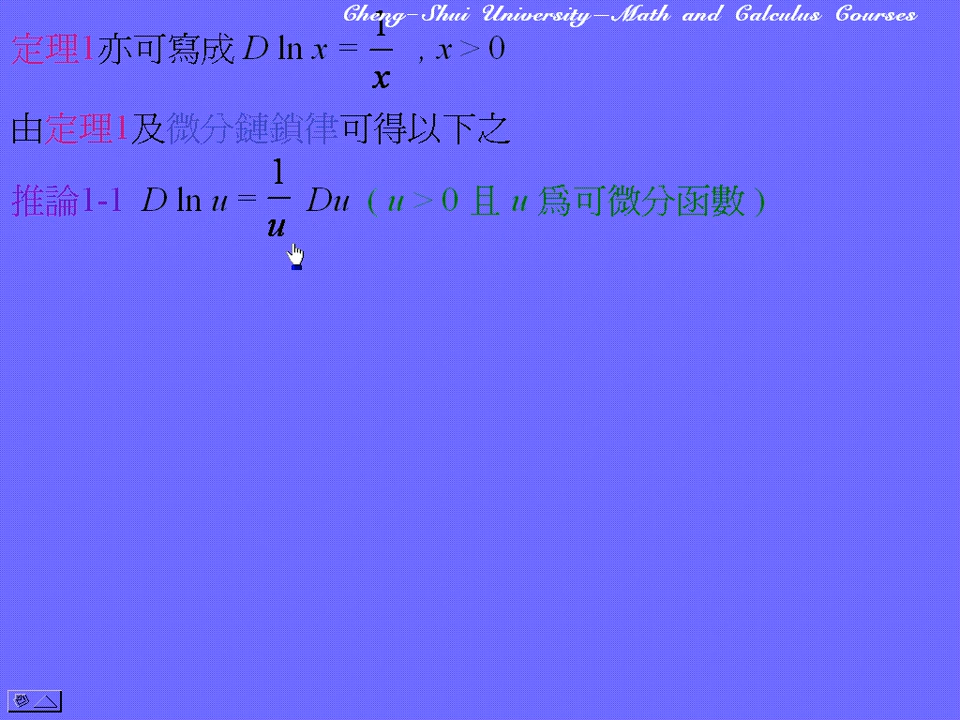 Cheng-Shui University-Math and Calculus Courses
定理1亦可寫成 D ln x = 1/x , x > 0
由定理1及微分鏈鎖律可得以下之
推論1-1 D ln u = 1/u Du ( u > 0 且 u 為可微分函數 )